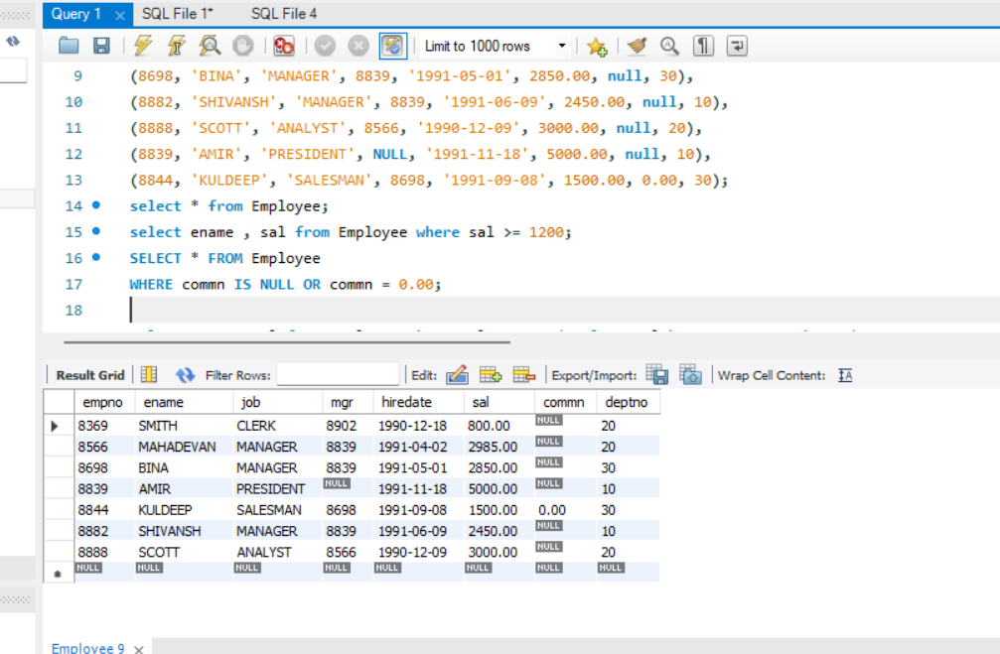 Query 1 SQL File 1* SQL File 4
Limit to 1000 rows
9 (8698, 'BINA', 'MANAGER', 8839, '1991-05-01', 2850.00, null, 30),
10 (8882, 'SHIVANSH', 'MANAGER', 8839, '1991-06-09', 2450.00, null, 10),
11 (8888, 'SCOTT', 'ANALYST', 8566, '1990-12-09', 3000.00, null, 20),
12 (8839, 'AMIR', 'PRESIDENT', NULL, '1991-11-18', 5000.00, null, 10),
13 (8844, 'KULDEEP', 'SALESMAN', 8698, '1991-09-08', 1500.00, 0.00, 30);
14 select * from Employee;
15 select ename , sal from Employee where sal >= 1200;
16 SELECT * FROM Employee
17 WHERE commn IS NULL OR commn = 0.00;
18
Result Grid Filter Rows: Edit: Export/Import: Wrap Cell Content: IA
empno ename job mgr hiredate sal commn deptno
8369 SMITH CLERK 8902 1990-12-18 800.00 NULL 20
8566 MAHADEVAN MANAGER 8839 1991-04-02 2985.00 NULL 20
8698 BINA MANAGER 8839 1991-05-01 2850.00 NULL 30
8839 AMIR PRESIDENT NULL 1991-11-18 5000.00 NULL 10
8844 KULDEEP SALESMAN 8698 1991-09-08 1500.00 0.00 30
8882 SHIVANSH MANAGER 8839 1991-06-09 2450.00 NULL 10
8888 SCOTT ANALYST 8566 1990-12-09 3000.00 NULL 20
NULL NULL NULL NULL NULL NULL NULL NULL
Employee 9